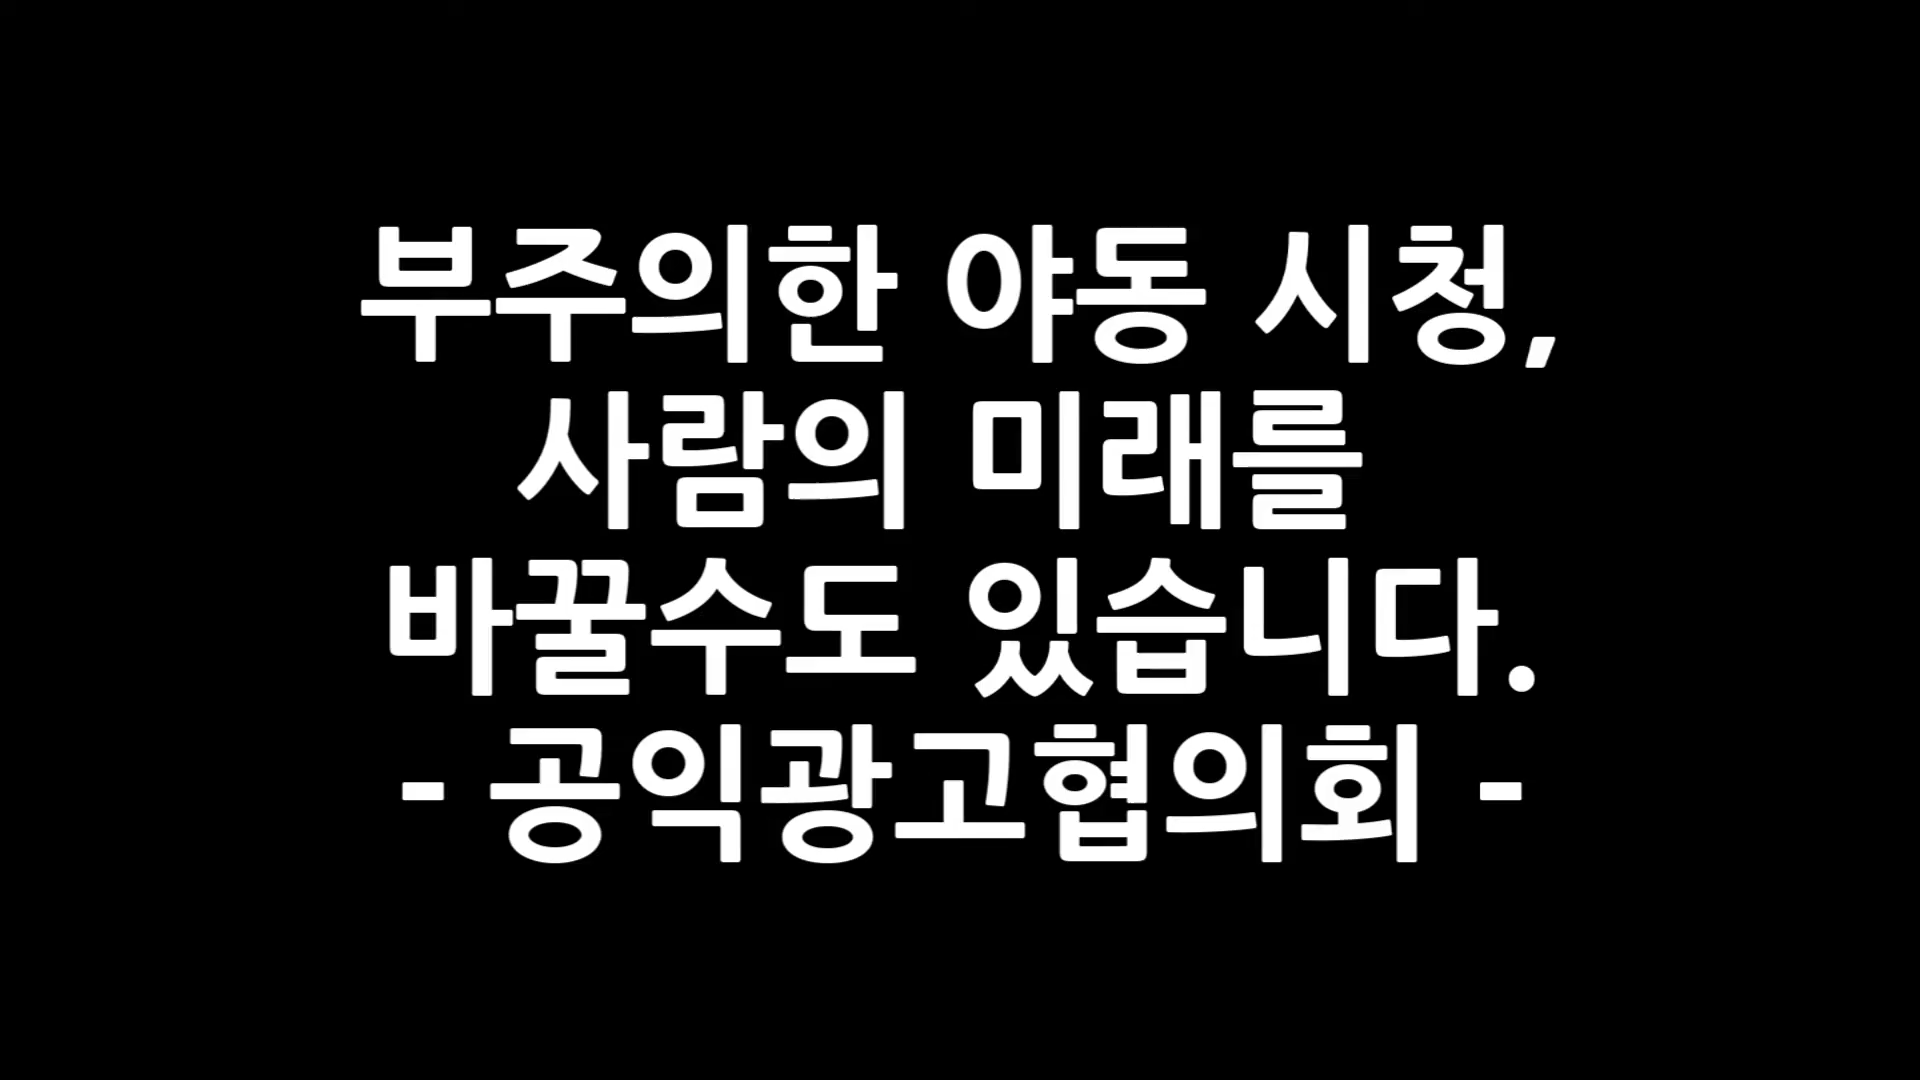 부주의한 야동 시청,
사람의 미래를
바꿀수도 있습니다.
- 공익광고협의회 -